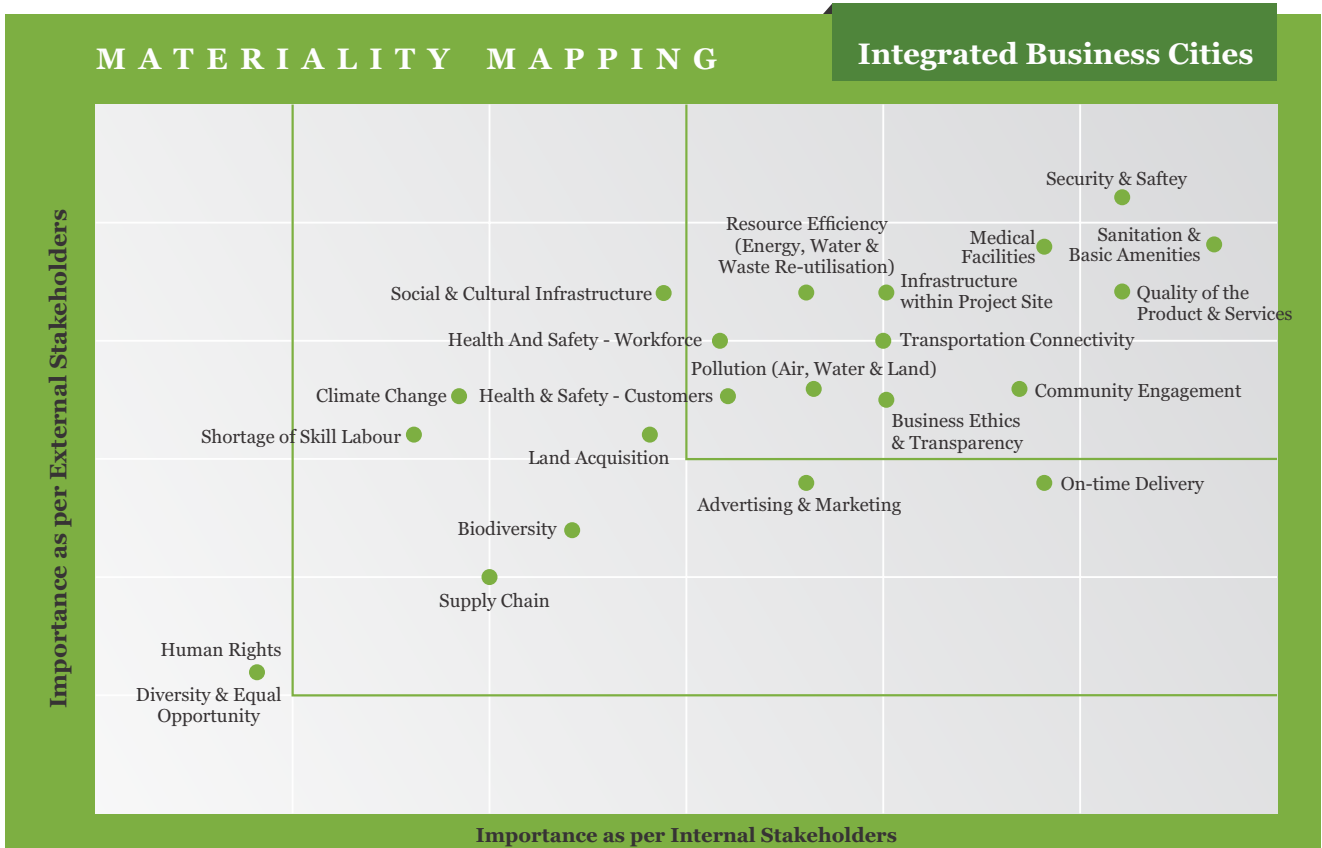 MATERIALITY MAPPING
Integrated Business Cities
Importance as per External Stakeholders
Security & Saftey
Resource Efficiency
(Energy, Water &
Waste Re-utilisation)
Medical
Facilities
Sanitation &
Basic Amenities
Social & Cultural Infrastructure
Infrastructure
within Project Site
Quality of the
Product & Services
Health And Safety - Workforce
Transportation Connectivity
Pollution (Air, Water & Land)
Climate Change
Health & Safety - Customers
Community Engagement
Business Ethics
& Transparency
Shortage of Skill Labour
Land Acquisition
Advertising & Marketing
On-time Delivery
Biodiversity
Supply Chain
Human Rights
Diversity & Equal
Opportunity
Importance as per Internal Stakeholders